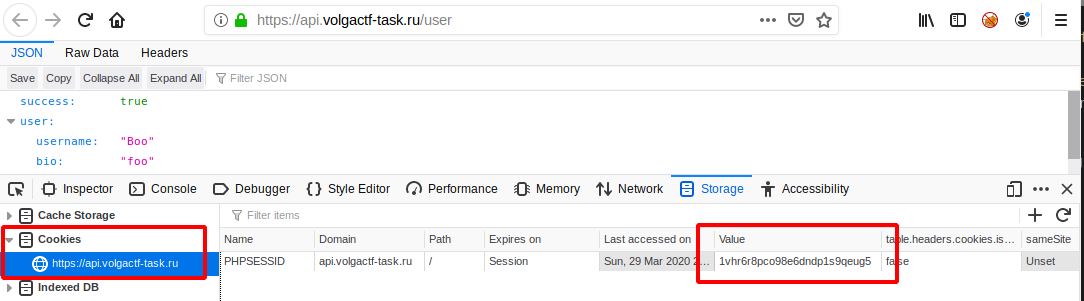 https://api.volgactf-task.ru/user
JSON Raw Data Headers
Save Copy Collapse All Expand All Filter JSON
success: true
user:
username: "Boo"
bio: "foo"
Inspector Console Debugger Style Editor Performance Memory Network Storage Accessibility
Cache Storage
Filter items
Cookies
Name Domain Path Expires on Last accessed on Value table.headers.cookies.is... sameSite
https://api.volgactf-task.ru
PHPSESSID api.volgactf-task.ru / Session Sun, 29 Mar 2020 2... 1vhr6r8pco98e6dndp1s9qeug5 false Unset
Indexed DB